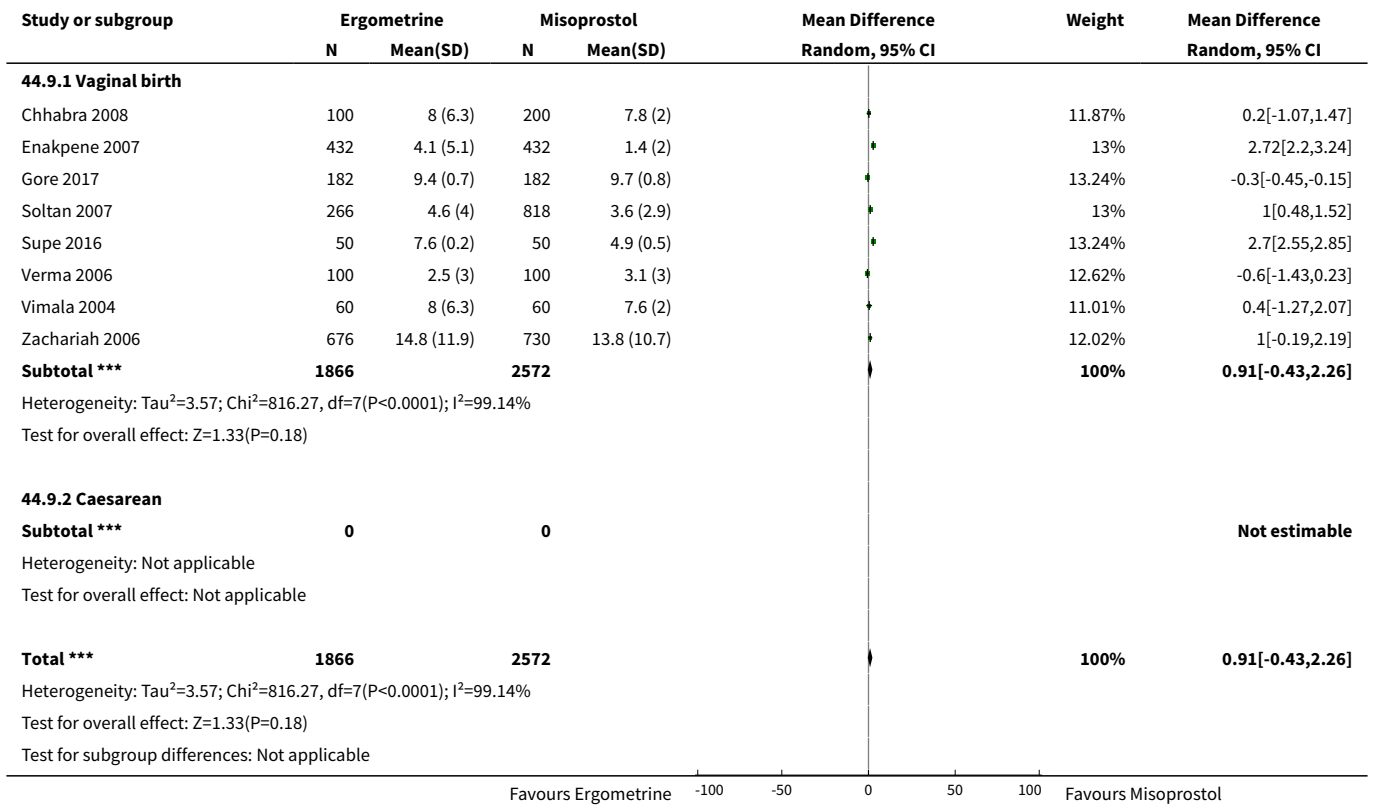 Study or subgroup Ergometrine Misoprostol Mean Difference Weight Mean Difference
N Mean(SD) N Mean(SD) Random, 95% CI Random, 95% CI
44.9.1 Vaginal birth
Chhabra 2008 100 8 (6.3) 200 7.8 (2) 11.87% 0.2[-1.07,1.47]
Enakpene 2007 432 4.1 (5.1) 432 1.4 (2) 13% 2.72[2.2,3.24]
Gore 2017 182 9.4 (0.7) 182 9.7 (0.8) 13.24% -0.3[-0.45,-0.15]
Soltan 2007 266 4.6 (4) 818 3.6 (2.9) 13% 1[0.48,1.52]
Supe 2016 50 7.6 (0.2) 50 4.9 (0.5) 13.24% 2.7[2.55,2.85]
Verma 2006 100 2.5 (3) 100 3.1 (3) 12.62% -0.6[-1.43,0.23]
Vimala 2004 60 8 (6.3) 60 7.6 (2) 11.01% 0.4[-1.27,2.07]
Zachariah 2006 676 14.8 (11.9) 730 13.8 (10.7) 12.02% 1[-0.19,2.19]
Subtotal *** 1866 2572 100% 0.91[-0.43,2.26]
Heterogeneity: Tau²=3.57; Chi²=816.27, df=7(P<0.0001); I²=99.14%
Test for overall effect: Z=1.33(P=0.18)
44.9.2 Caesarean
Subtotal *** 0 0 Not estimable
Heterogeneity: Not applicable
Test for overall effect: Not applicable
Total *** 1866 2572 100% 0.91[-0.43,2.26]
Heterogeneity: Tau²=3.57; Chi²=816.27, df=7(P<0.0001); I²=99.14%
Test for overall effect: Z=1.33(P=0.18)
Test for subgroup differences: Not applicable
Favours Ergometrine -100 -50 0 50 100 Favours Misoprostol